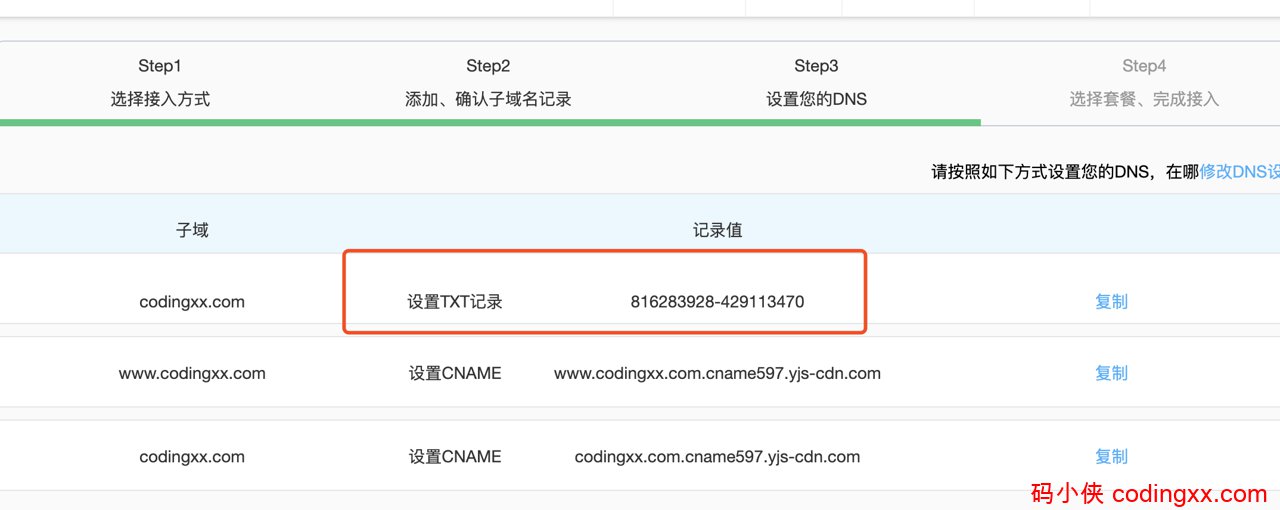 Step1 Step2 Step3 Step4
选择接入方式 添加、确认子域名记录 设置您的DNS 选择套餐、完成接入
请按照如下方式设置您的DNS，在哪修改DNS设
子域 记录值
codingxx.com 设置TXT记录 816283928-429113470 复制
www.codingxx.com 设置CNAME www.codingxx.com.cname597.yjs-cdn.com 复制
codingxx.com 设置CNAME codingxx.com.cname597.yjs-cdn.com 复制
码小侠 codingxx.com